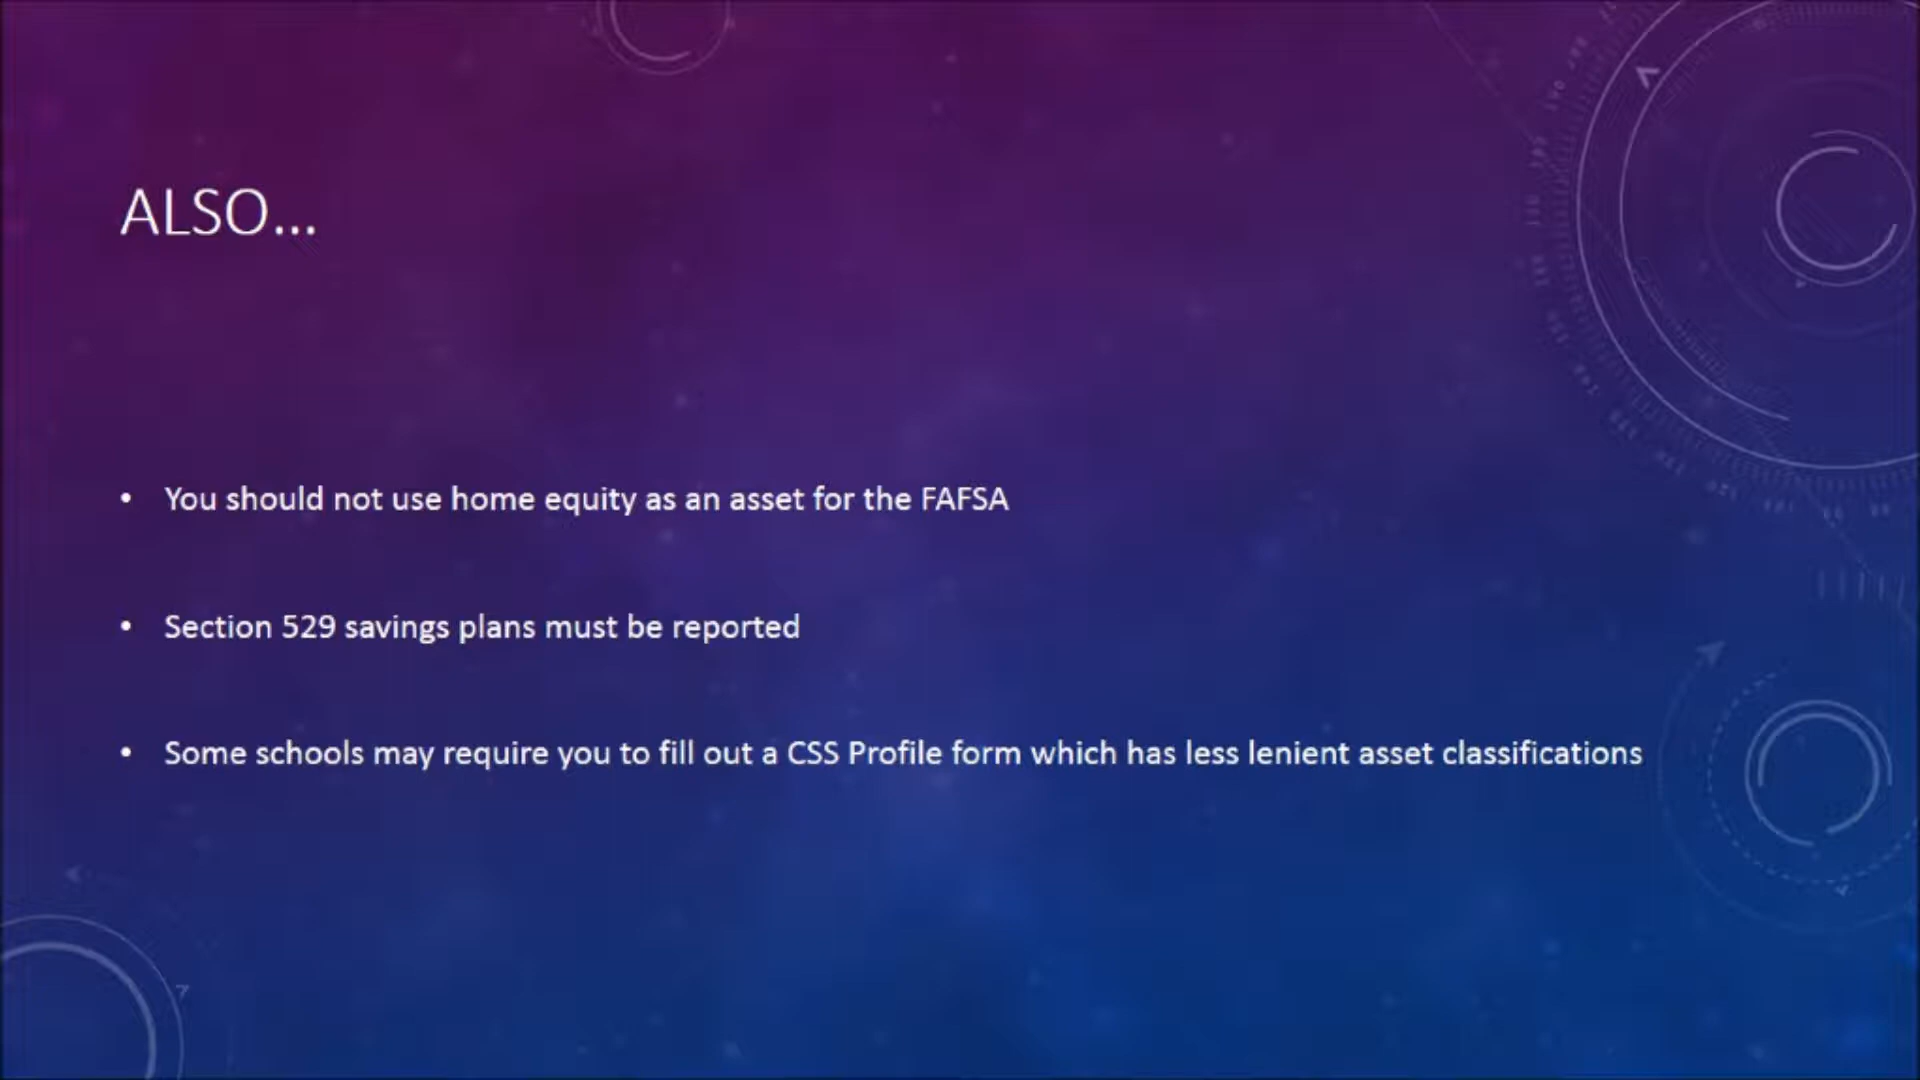 ALSO...
• You should not use home equity as an asset for the FAFSA
• Section 529 savings plans must be reported
• Some schools may require you to fill out a CSS Profile form which has less lenient asset classifications